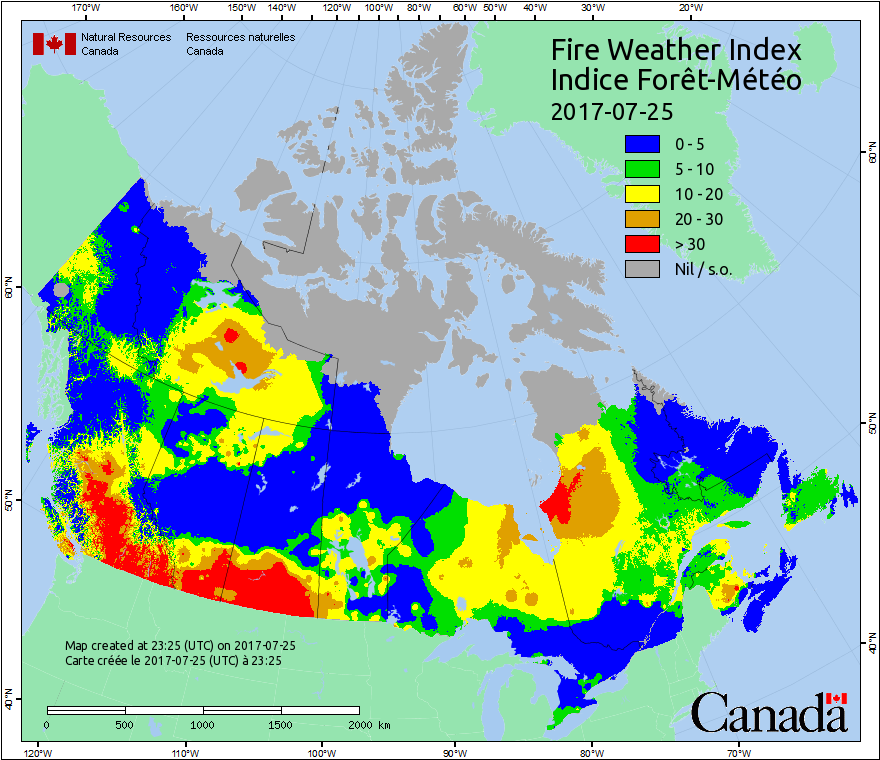 170°W 160°W 150°W 140°W 130°W 120°W 110°W 100°W 90°W 80°W 70°W 60°W 50°W 40°W 30°W 20°W
Natural Resources Canada
Ressources naturelles Canada
Fire Weather Index
Indice Forêt-Météo
2017-07-25
0 - 5
5 - 10
10 - 20
20 - 30
> 30
Nil / s.o.
60°N
60°N
50°N
50°N
40°N
40°N
Map created at 23:25 (UTC) on 2017-07-25
Carte créée le 2017-07-25 (UTC) à 23:25
0 500 1000 1500 2000 km
Canada
120°W 110°W 100°W 90°W 80°W 70°W